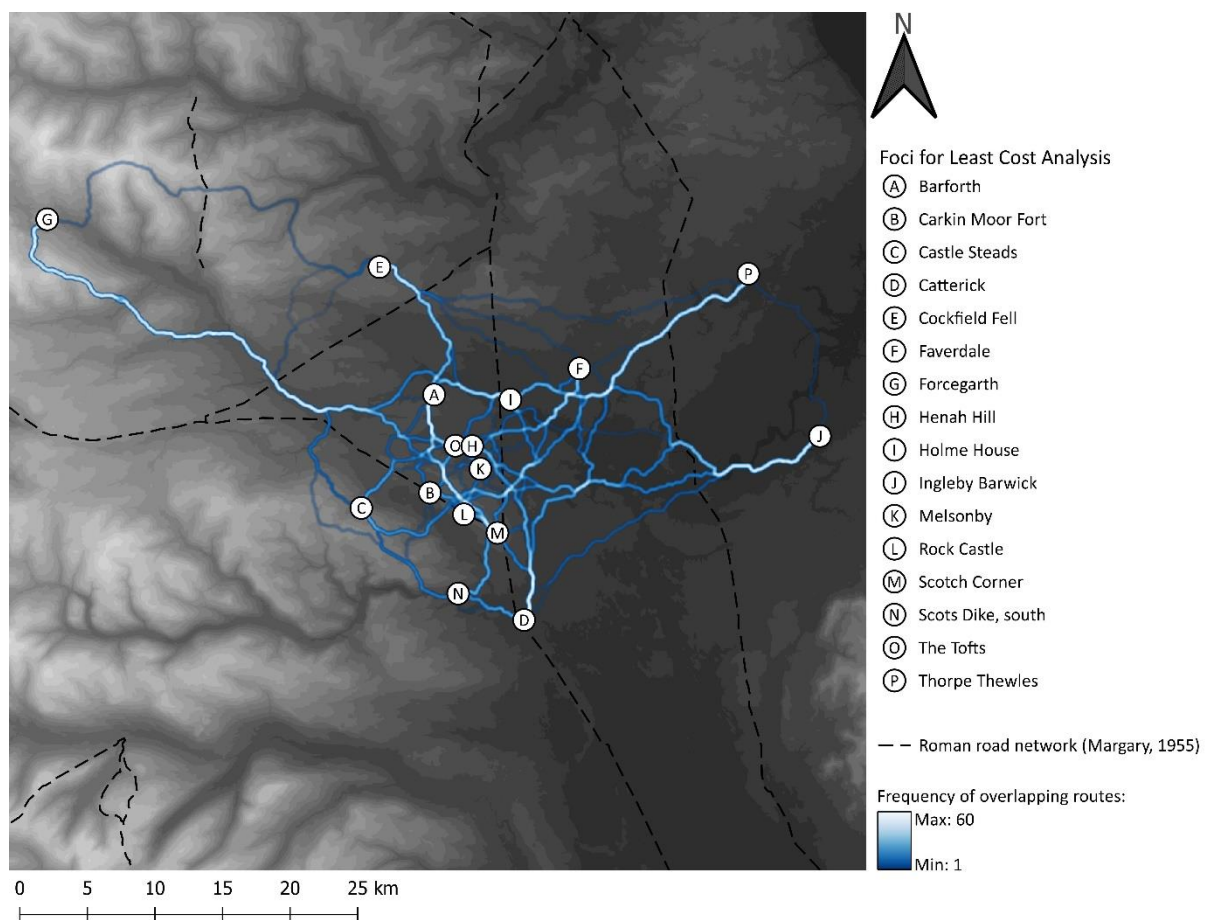 N
Foci for Least Cost Analysis
A Barforth
B Carkin Moor Fort
C Castle Steads
D Catterick
E Cockfield Fell
F Faverdale
G Forcegarth
H Henah Hill
I Holme House
J Ingleby Barwick
K Melsonby
L Rock Castle
M Scotch Corner
N Scots Dike, south
O The Tofts
P Thorpe Thewles
Roman road network (Margary, 1955)
Frequency of overlapping routes:
Max: 60
Min: 1
G
E
P
F
A
I
J
O H
K
B
C
L
M
N
D
0 5 10 15 20 25 km